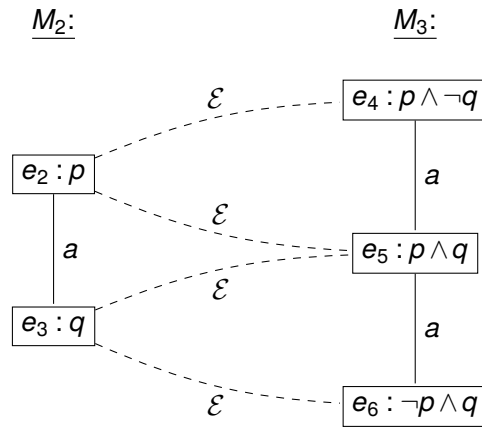 M₂:
M₃:
ℰ
e₄ : p ∧ ¬q
e₂ : p
a
ℰ
a
e₅ : p ∧ q
ℰ
e₃ : q
a
ℰ
e₆ : ¬p ∧ q